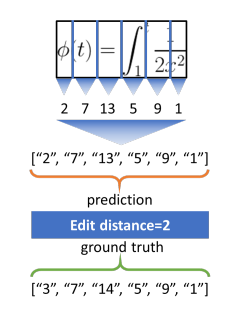 ϕ(t) = ∫₁ᵗ 1/2x²
2 7 13 5 9 1
[“2”, “7”, “13”, “5”, “9”, “1”]
prediction
Edit distance=2
ground truth
[“3”, “7”, “14”, “5”, “9”, “1”]